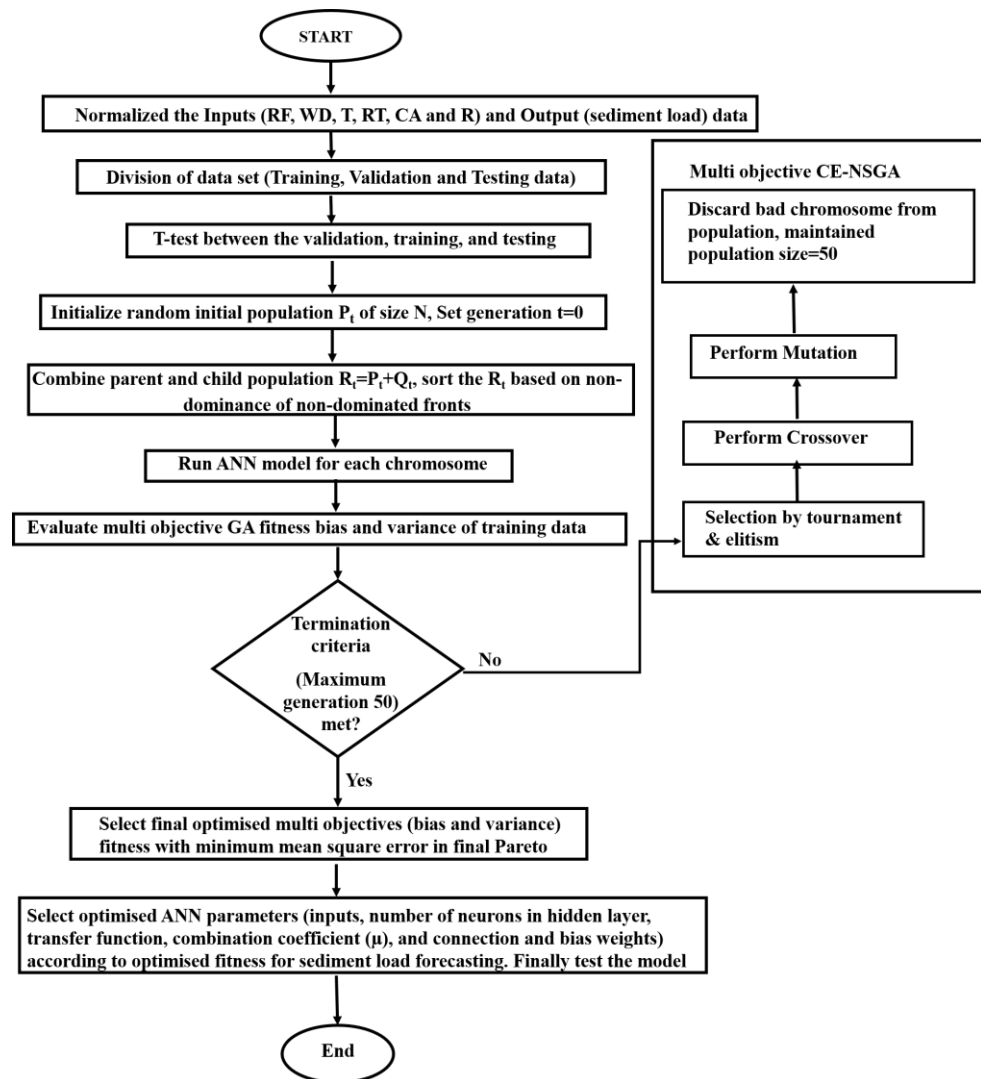 START
Normalized the Inputs (RF, WD, T, RT, CA and R) and Output (sediment load) data
Division of data set (Training, Validation and Testing data)
T-test between the validation, training, and testing
Initialize random initial population Pt of size N, Set generation t=0
Combine parent and child population Rt=Pt+Qt, sort the Rt based on non-
dominance of non-dominated fronts
Run ANN model for each chromosome
Evaluate multi objective GA fitness bias and variance of training data
Termination
criteria
(Maximum
generation 50)
met?
No
Yes
Multi objective CE-NSGA
Discard bad chromosome from
population, maintained
population size=50
Perform Mutation
Perform Crossover
Selection by tournament
& elitism
Select final optimised multi objectives (bias and variance)
fitness with minimum mean square error in final Pareto
Select optimised ANN parameters (inputs, number of neurons in hidden layer,
transfer function, combination coefficient (μ), and connection and bias weights)
according to optimised fitness for sediment load forecasting. Finally test the model
End